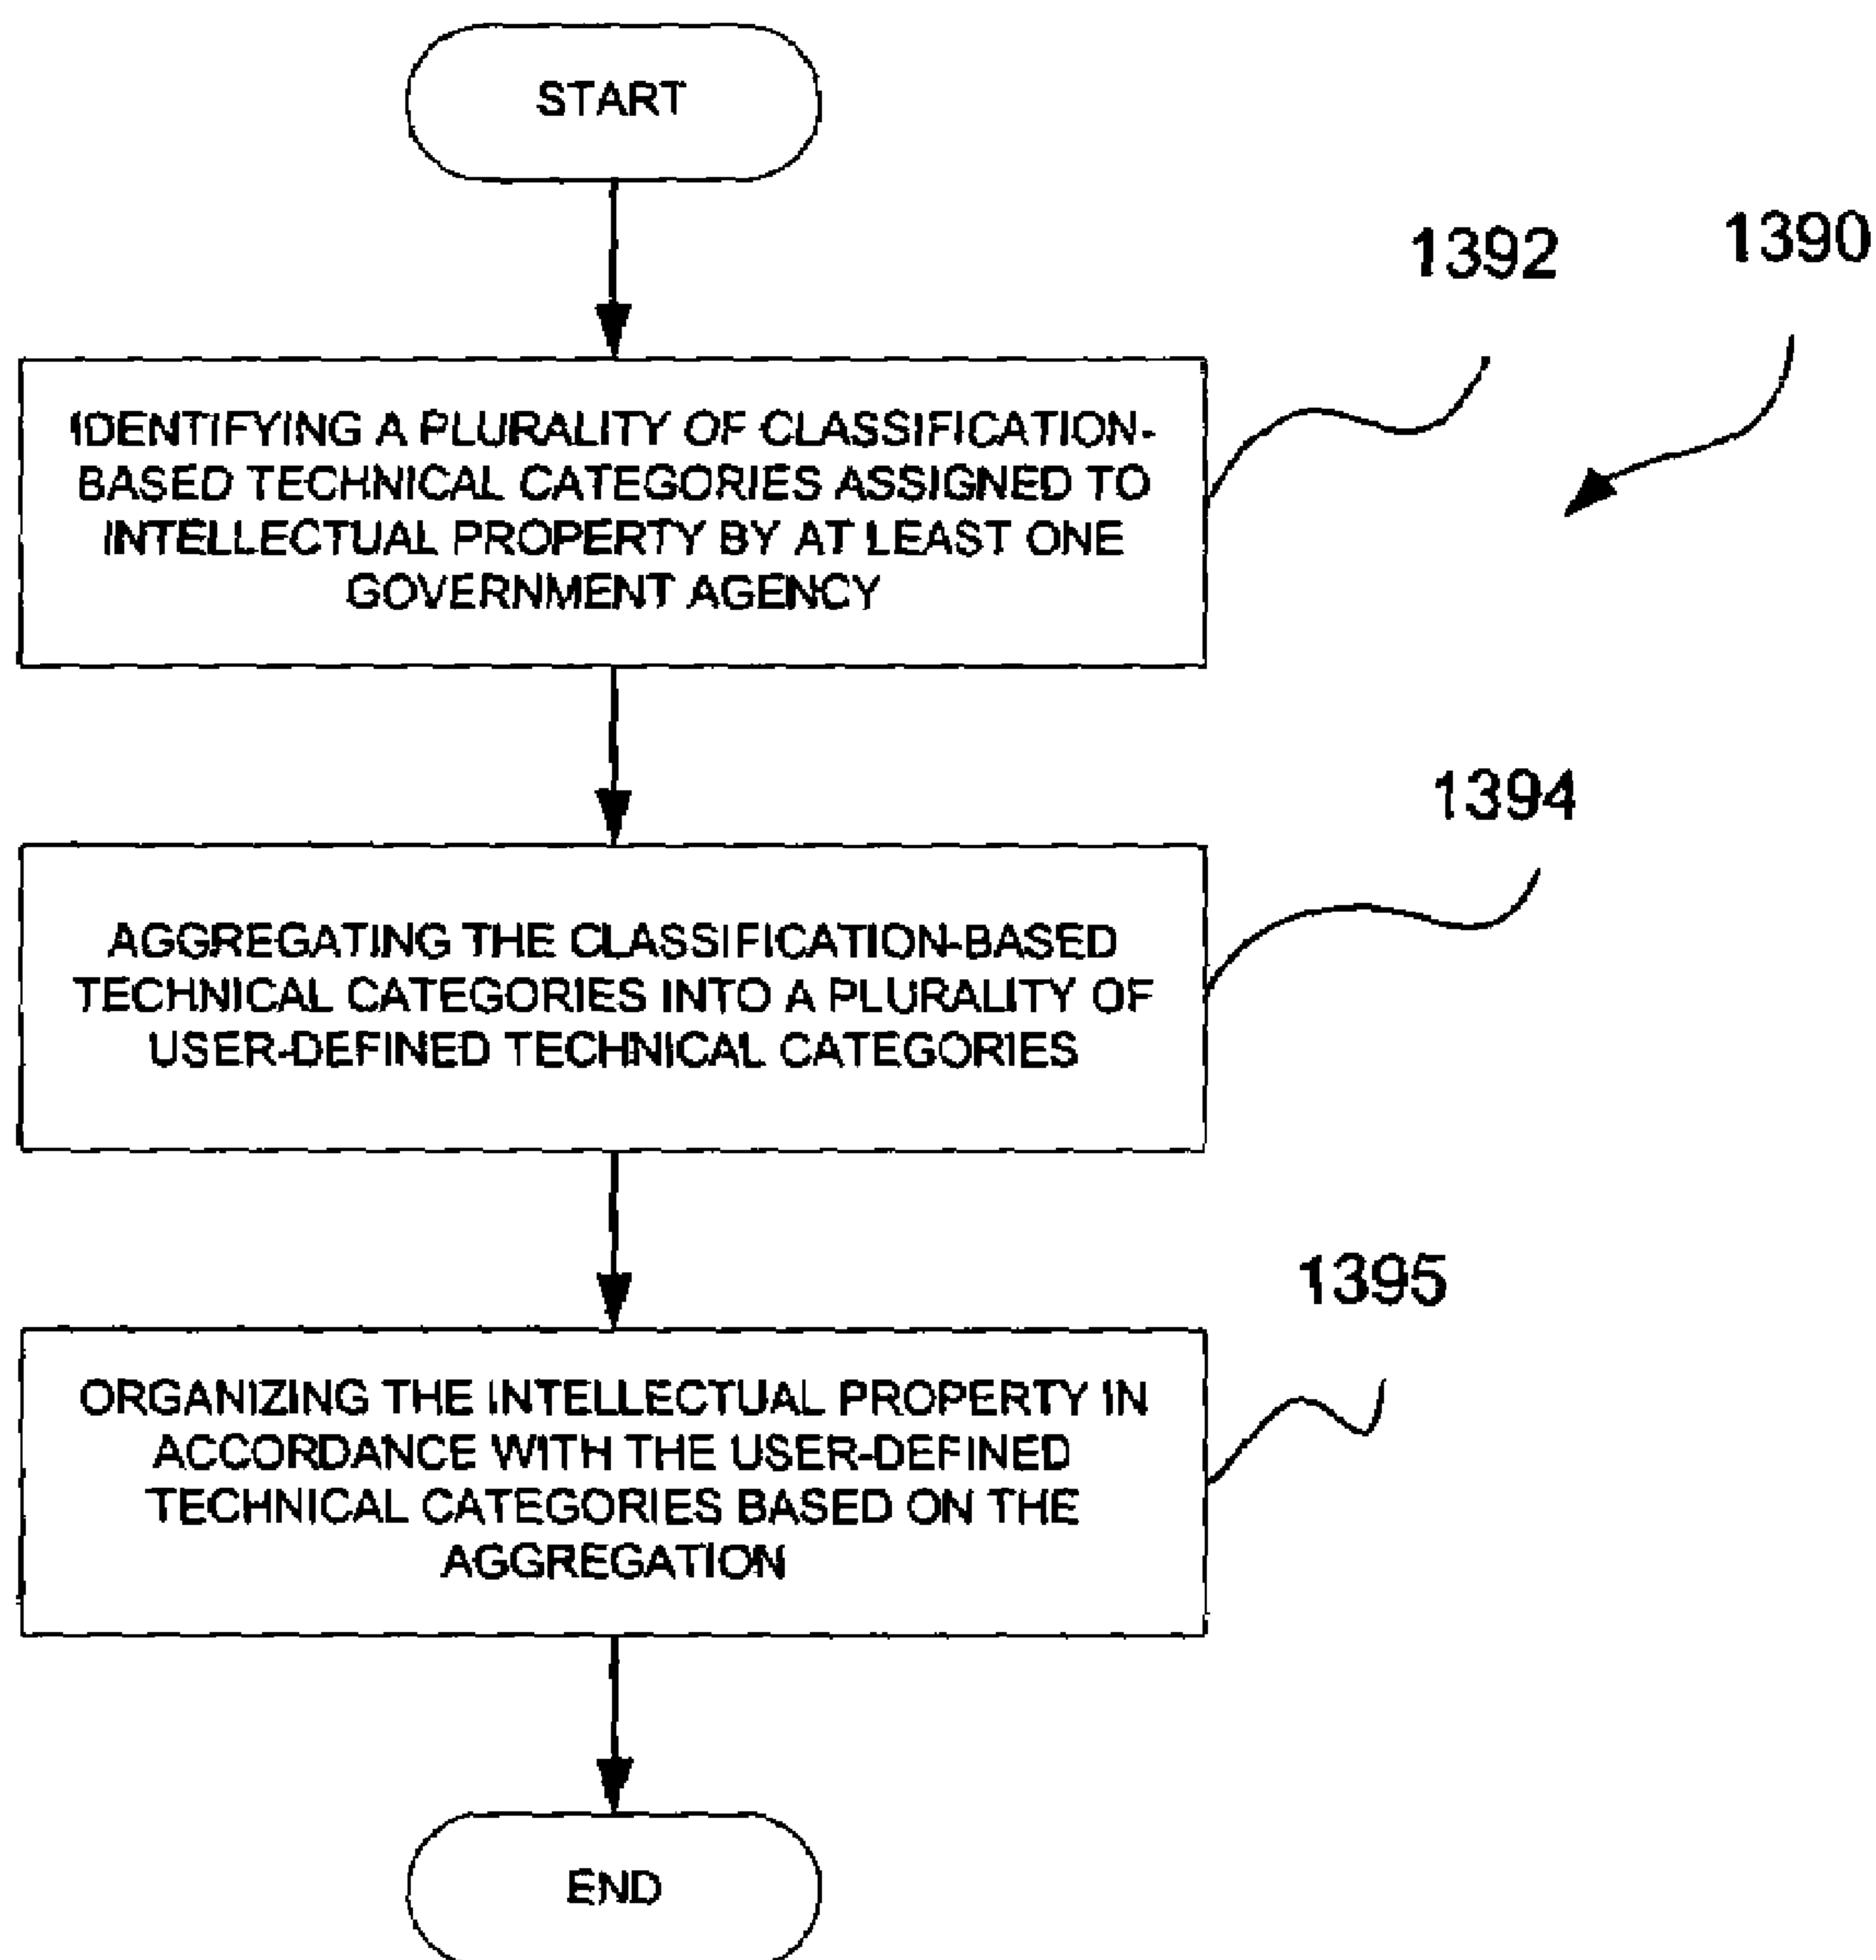 START
1392
1390
IDENTIFYING A PLURALITY OF CLASSIFICATION-
BASED TECHNICAL CATEGORIES ASSIGNED TO
INTELLECTUAL PROPERTY BY AT LEAST ONE
GOVERNMENT AGENCY
1394
AGGREGATING THE CLASSIFICATION-BASED
TECHNICAL CATEGORIES INTO A PLURALITY OF
USER-DEFINED TECHNICAL CATEGORIES
1395
ORGANIZING THE INTELLECTUAL PROPERTY IN
ACCORDANCE WITH THE USER-DEFINED
TECHNICAL CATEGORIES BASED ON THE
AGGREGATION
END